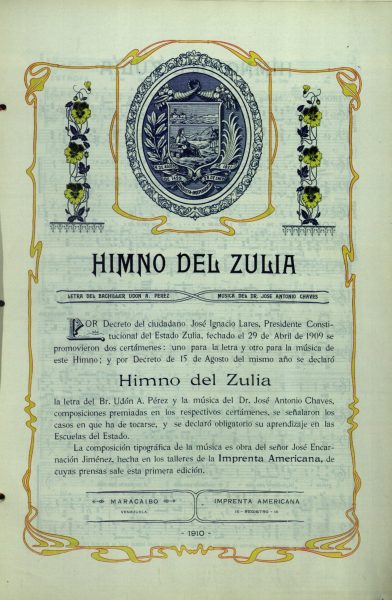 HIMNO DEL ZULIA
LETRA DEL BACHILLER UDON A. PEREZ
MUSICA DEL DR. JOSE ANTONIO CHAVES
POR Decreto del ciudadano José Ignacio Lares, Presidente Consti-
tucional del Estado Zulia, fechado el 29 de Abril de 1909 se
promovieron dos certámenes: uno para la letra y otro para la música de
este Himno; y por Decreto de 15 de Agosto del mismo año se declaró
Himno del Zulia
la letra del Br. Udón A. Pérez y la música del Dr. José Antonio Chaves,
composiciones premiadas en los respectivos certámenes, se señalaron los
casos en que ha de tocarse, y se declaró obligatorio su aprendizaje en las
Escuelas del Estado.
La composición tipográfica de la música es obra del señor José Encar-
nación Jiménez, hecha en los talleres de la Imprenta Americana, de
cuyas prensas sale esta primera edición.
MARACAIBO
VENEZUELA
IMPRENTA AMERICANA
- 1910 -